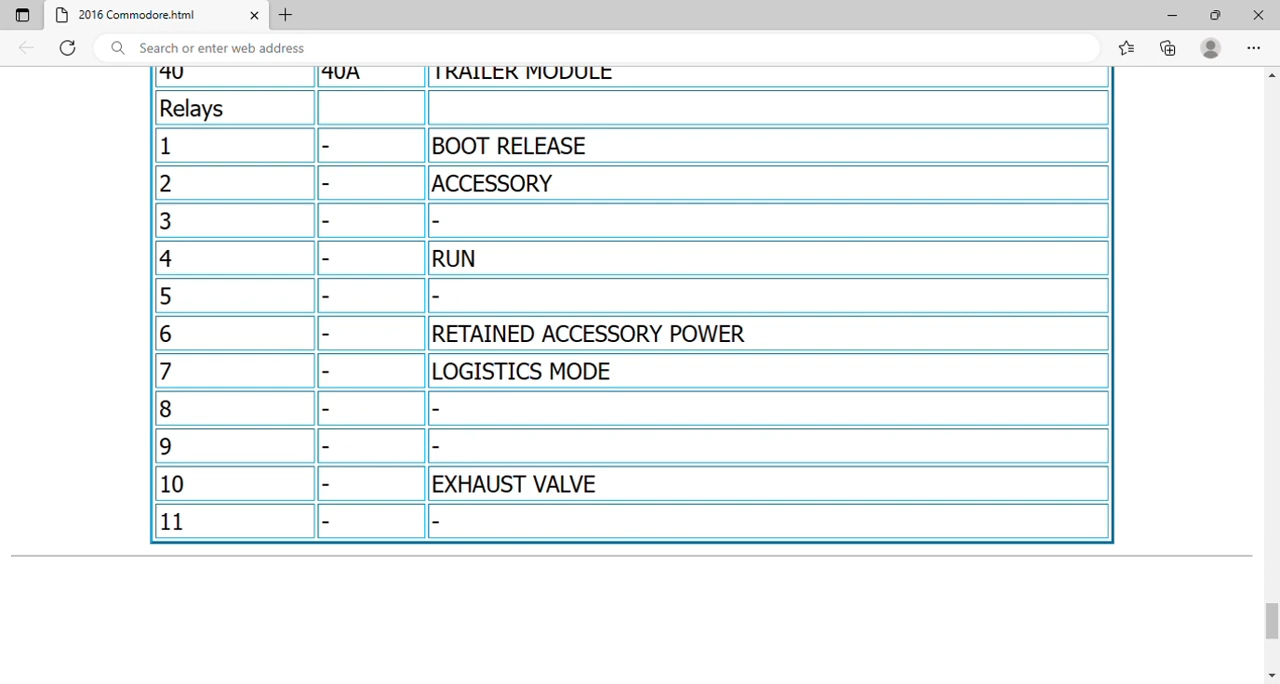 2016 Commodore.html
Search or enter web address
40 40A TRAILER MODULE
Relays
1 - BOOT RELEASE
2 - ACCESSORY
3 - -
4 - RUN
5 - -
6 - RETAINED ACCESSORY POWER
7 - LOGISTICS MODE
8 - -
9 - -
10 - EXHAUST VALVE
11 - -